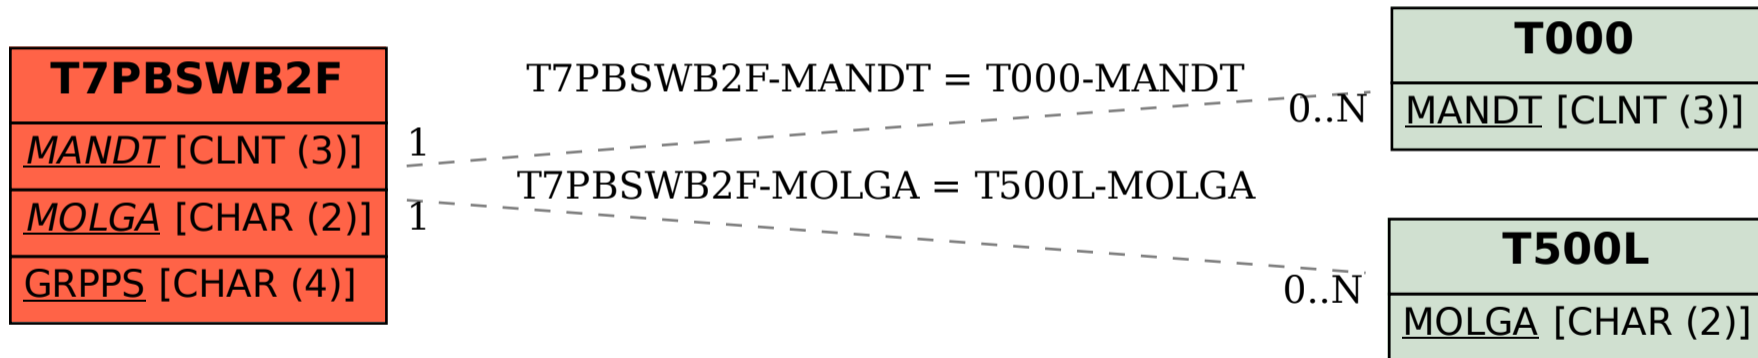 T7PBSWB2F
MANDT [CLNT (3)]
MOLGA [CHAR (2)]
GRPPS [CHAR (4)]
T7PBSWB2F-MANDT = T000-MANDT
1
0..N
T7PBSWB2F-MOLGA = T500L-MOLGA
1
0..N
T000
MANDT [CLNT (3)]
T500L
MOLGA [CHAR (2)]